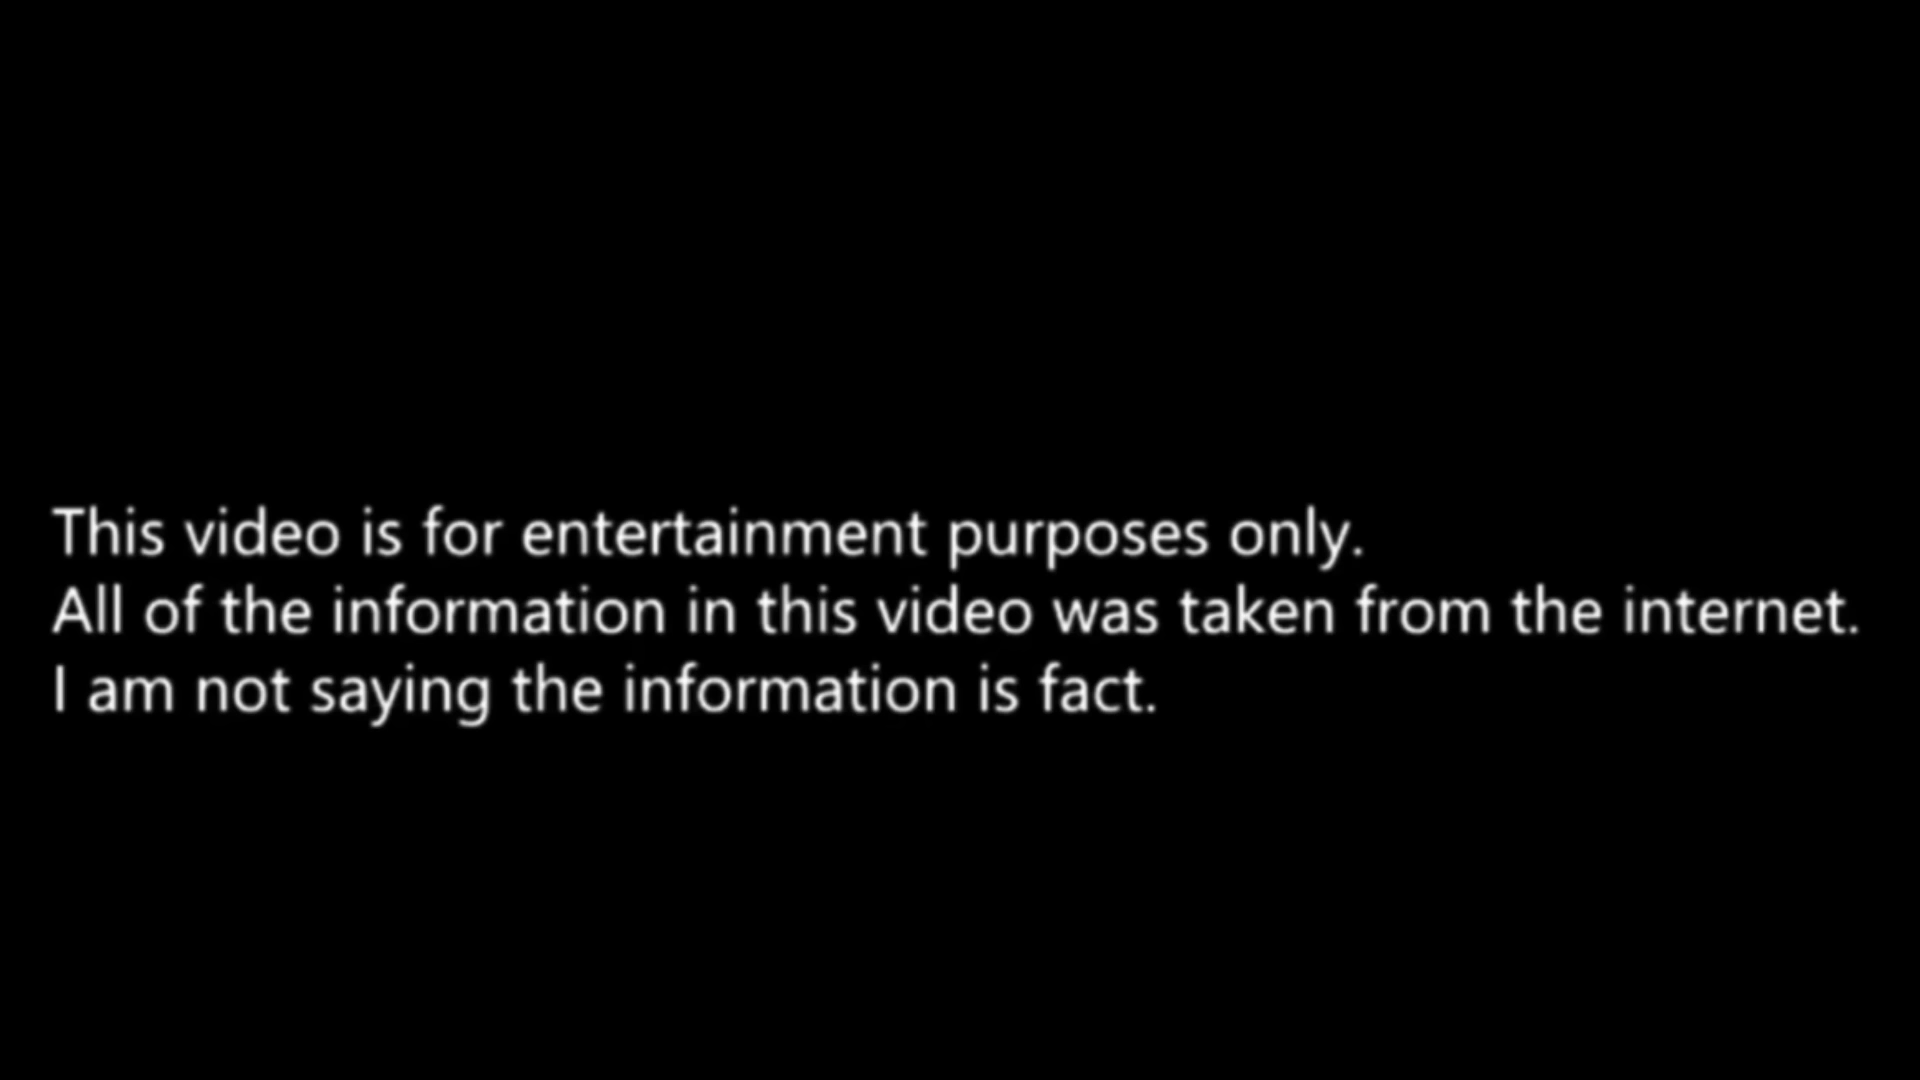 This video is for entertainment purposes only.
All of the information in this video was taken from the internet.
I am not saying the information is fact.